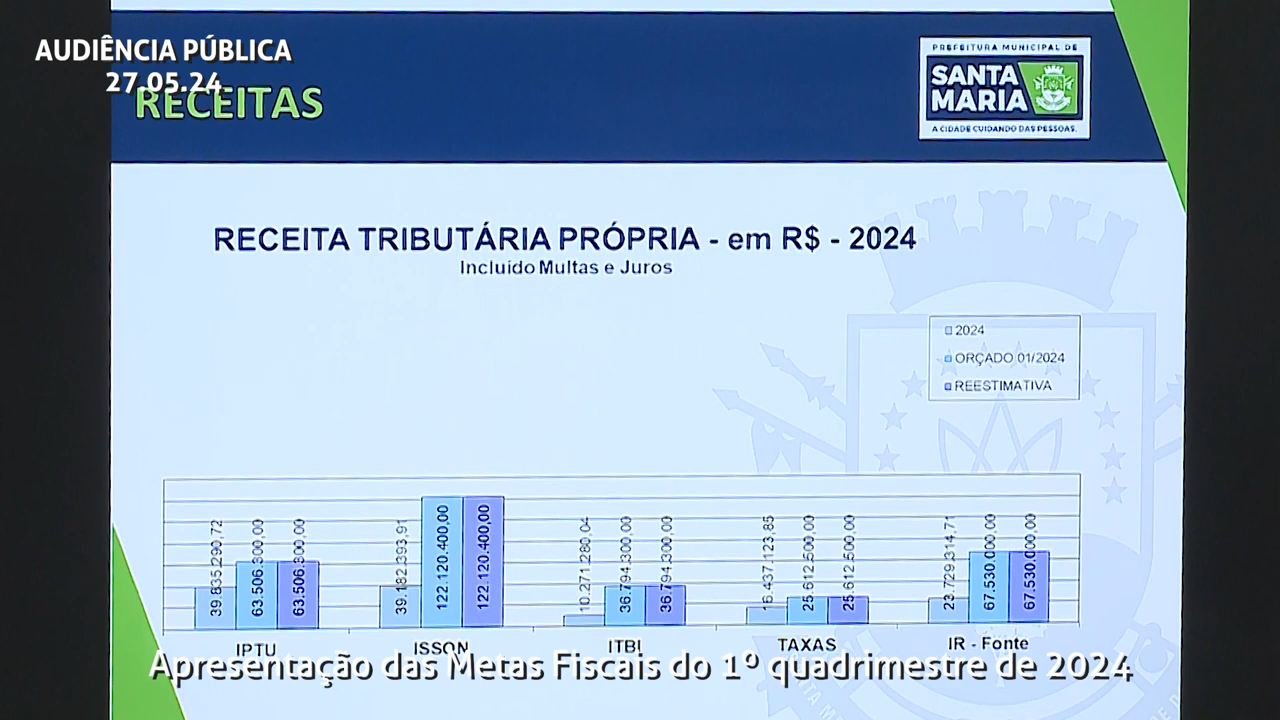 AUDIÊNCIA PÚBLICA
27.05.24
RECEITAS
PREFEITURA MUNICIPAL DE
SANTA
MARIA
A CIDADE CUIDANDO DAS PESSOAS.
RECEITA TRIBUTÁRIA PRÓPRIA - em R$ - 2024
Incluído Multas e Juros
2024
ORÇADO 01/2024
REESTIMATIVA
39.835.290,72
63.506.300,00
63.506.300,00
39.182.393,91
122.120.400,00
122.120.400,00
10.271.280,04
36.794.300,00
36.794.300,00
16.437.123,85
25.612.500,00
25.612.500,00
23.729.314,71
67.530.000,00
67.530.000,00
IPTU ISSQN ITBI TAXAS IR - Fonte
Apresentação das Metas Fiscais do 1º quadrimestre de 2024